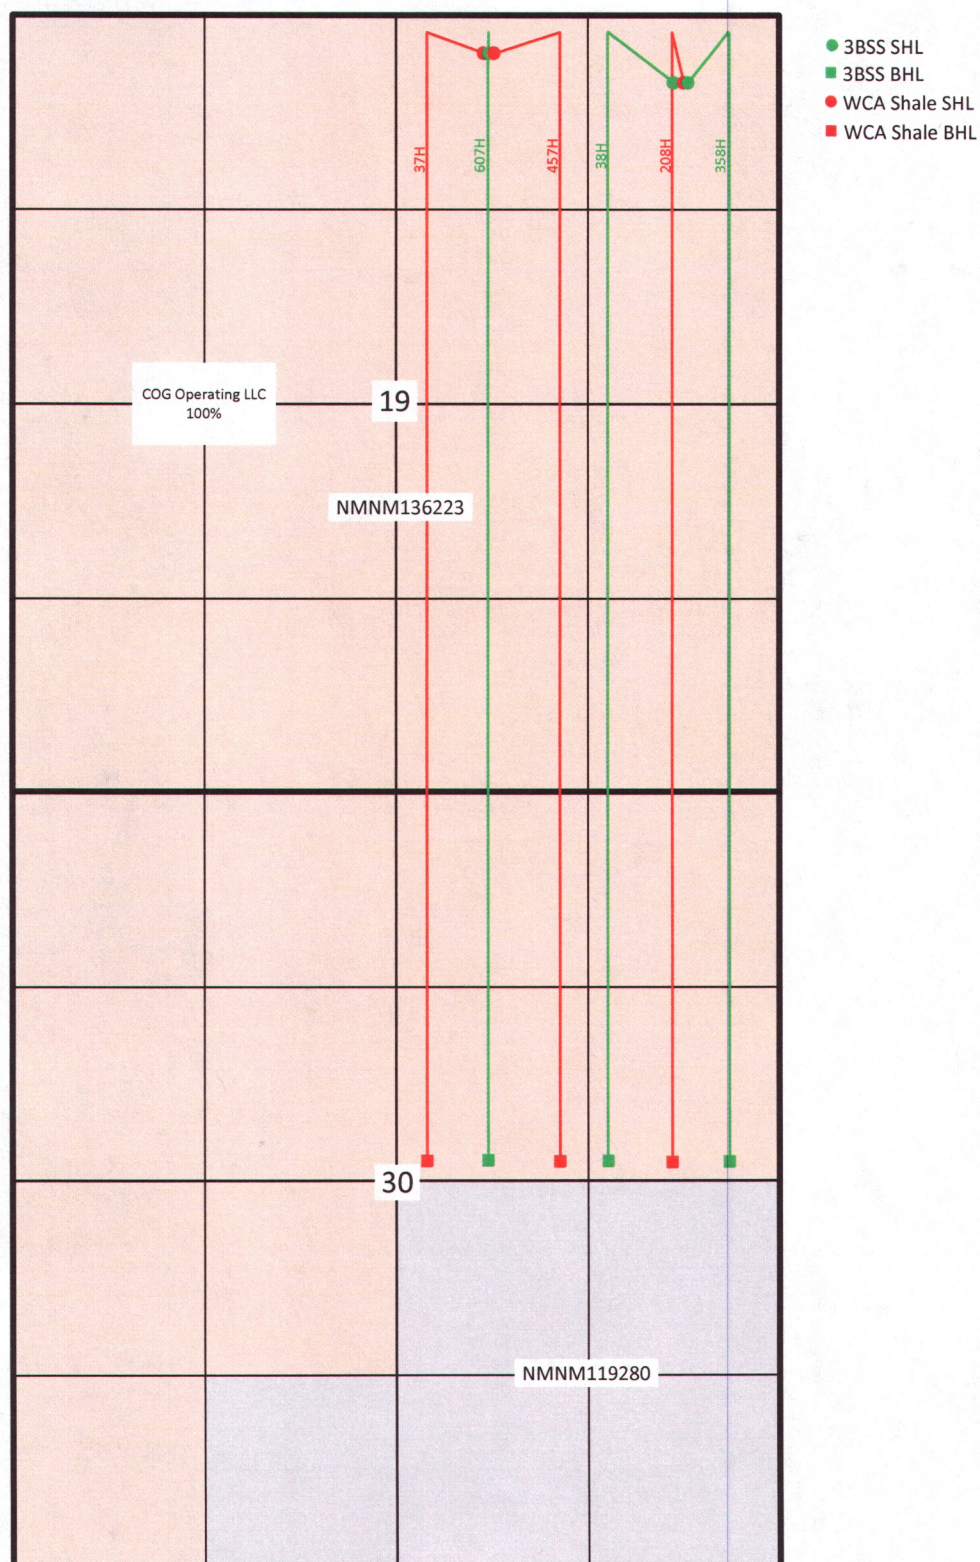 3BSS SHL
3BSS BHL
WCA Shale SHL
WCA Shale BHL
37H
607H
457H
38H
208H
358H
COG Operating LLC
100%
19
NMNM136223
30
NMNM119280